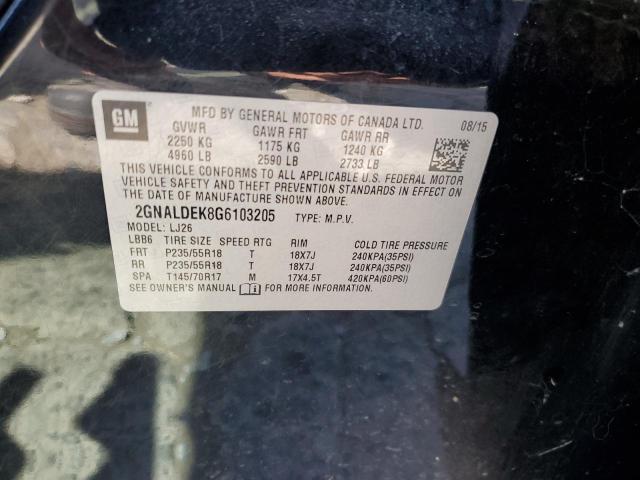 GM
MFD BY GENERAL MOTORS OF CANADA LTD. 08/15
GVWR GAWR FRT GAWR RR
2250 KG 1175 KG 1240 KG
4960 LB 2590 LB 2733 LB
THIS VEHICLE CONFORMS TO ALL APPLICABLE U.S. FEDERAL MOTOR
VEHICLE SAFETY AND THEFT PREVENTION STANDARDS IN EFFECT ON
THE DATE OF MANUFACTURE SHOWN ABOVE.
2GNALDEK8G6103205 TYPE: M.P.V.
MODEL: LJ26
LBB6 TIRE SIZE SPEED RTG RIM COLD TIRE PRESSURE
FRT P235/55R18 T 18X7J 240KPA(35PSI)
RR P235/55R18 T 18X7J 240KPA(35PSI)
SPA T145/70R17 M 17X4.5T 420KPA(60PSI)
SEE OWNER'S MANUAL FOR MORE INFORMATION.